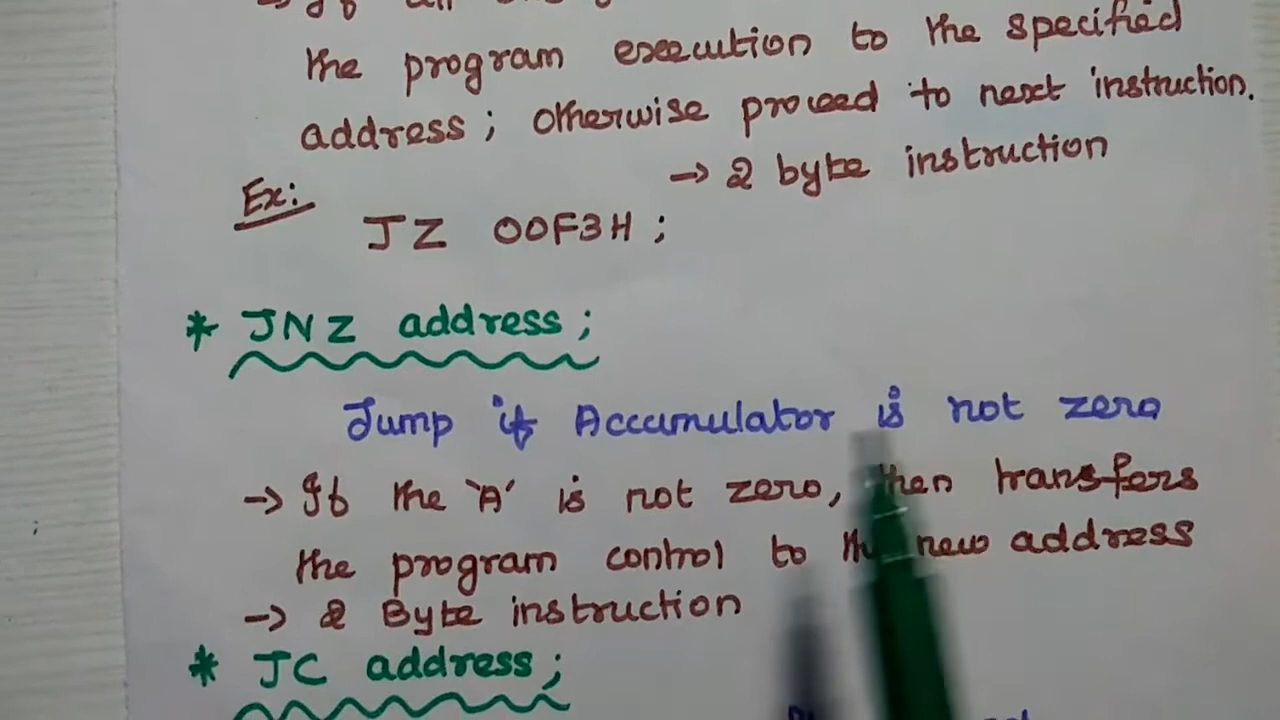 the program execution to the specified
address; otherwise proceed to next instruction.
→ 2 byte instruction
Ex:
JZ 00F3H;
* JNZ address;
Jump if Accumulator is not zero
→ If the 'A' is not zero, then transfers
the program control to the new address
→ 2 Byte instruction
* JC address;